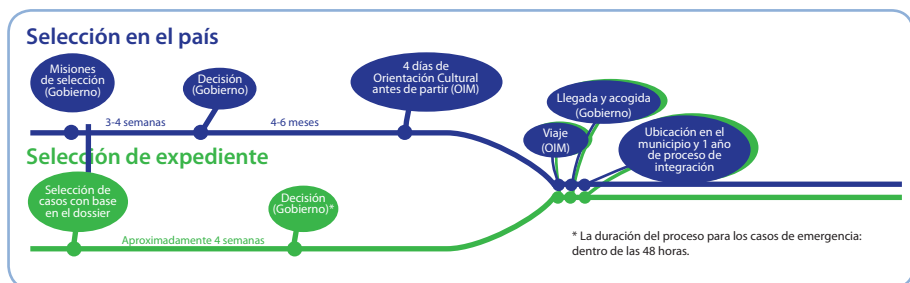 Selección en el país
Misiones
de selección
(Gobierno)
3-4 semanas
Decisión
(Gobierno)
4-6 meses
4 días de
Orientación Cultural
antes de partir (OIM)
Viaje
(OIM)
Llegada y acogida
(Gobierno)
Ubicación en el
municipio y 1 año
de proceso de
integración
Selección de expediente
Selección de
casos con base
en el dossier
Aproximadamente 4 semanas
Decisión
(Gobierno)*
* La duración del proceso para los casos de emergencia:
dentro de las 48 horas.